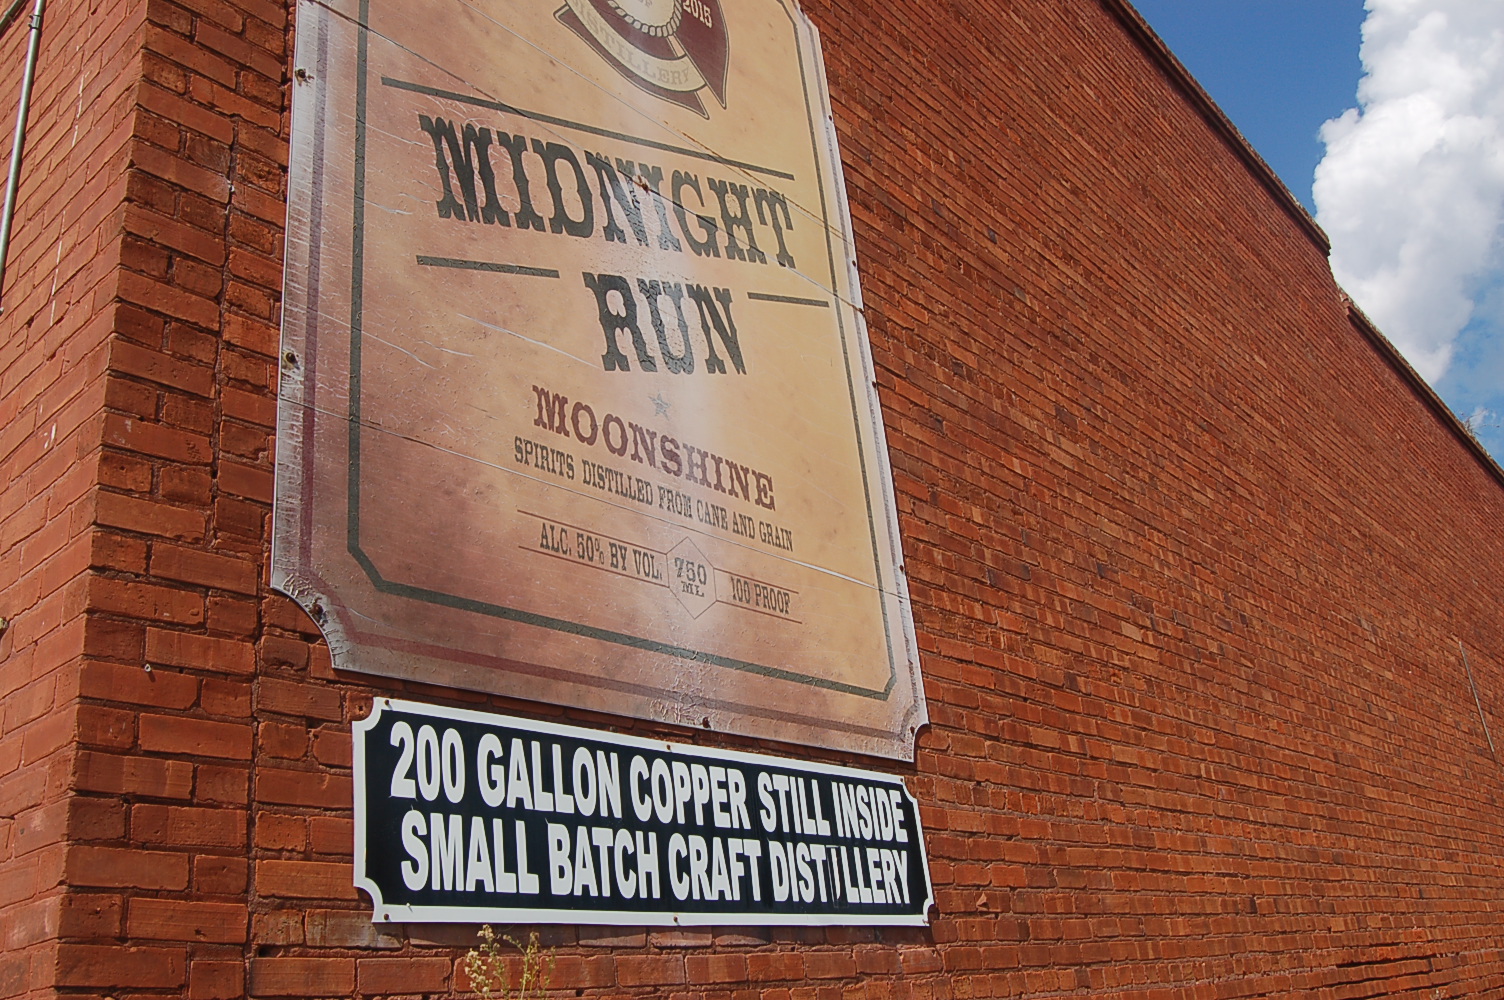 2015
DISTILLERY
MIDNIGHT
RUN
MOONSHINE
SPIRITS DISTILLED FROM CANE AND GRAIN
ALC. 50% BY VOL. 750 ML 100 PROOF
200 GALLON COPPER STILL INSIDE
SMALL BATCH CRAFT DISTILLERY